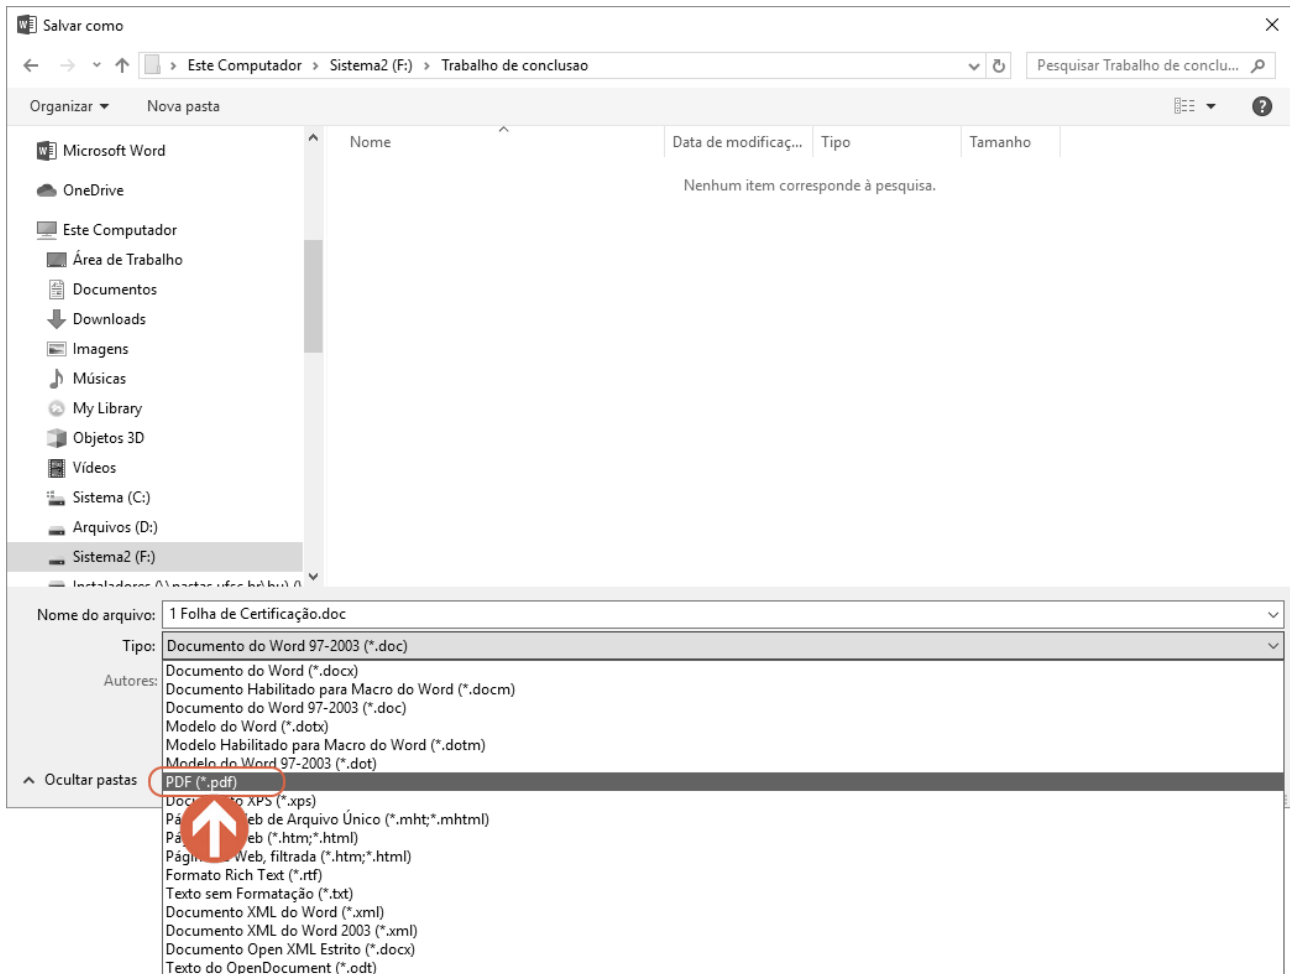 Salvar como
Este Computador > Sistema2 (F:) > Trabalho de conclusao
Pesquisar Trabalho de conclu...
Organizar
Nova pasta
Microsoft Word
OneDrive
Este Computador
Área de Trabalho
Documentos
Downloads
Imagens
Músicas
My Library
Objetos 3D
Vídeos
Sistema (C:)
Arquivos (D:)
Sistema2 (F:)
Nome
Data de modificaç...
Tipo
Tamanho
Nenhum item corresponde à pesquisa.
Nome do arquivo: 1 Folha de Certificação.doc
Tipo: Documento do Word 97-2003 (*.doc)
Autores:
Documento do Word (*.docx)
Documento Habilitado para Macro do Word (*.docm)
Documento do Word 97-2003 (*.doc)
Modelo do Word (*.dotx)
Modelo Habilitado para Macro do Word (*.dotm)
Modelo do Word 97-2003 (*.dot)
Ocultar pastas
PDF (*.pdf)
XPS (*.xps)
de Arquivo Único (*.mht;*.mhtml)
(*.htm;*.html)
Web, filtrada (*.htm;*.html)
Formato Rich Text (*.rtf)
Texto sem Formatação (*.txt)
Documento XML do Word (*.xml)
Documento XML do Word 2003 (*.xml)
Documento Open XML Estrito (*.docx)
Texto do OpenDocument (*.odt)